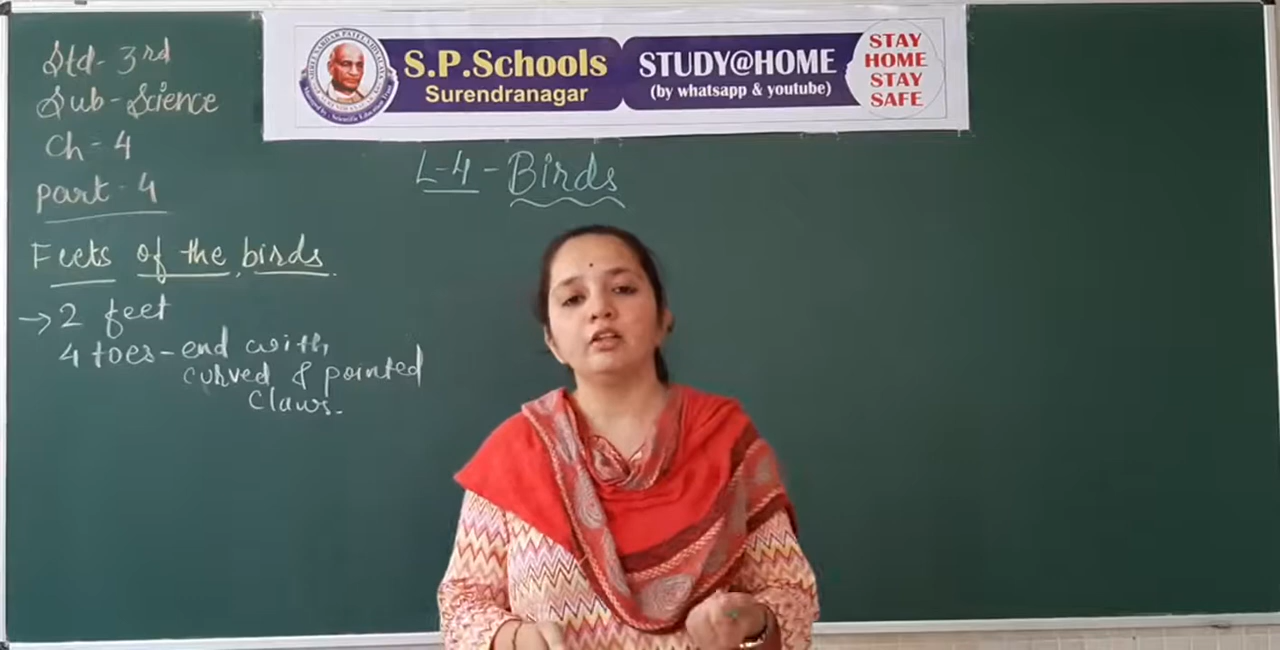 Std - 3rd
Sub - Science
Ch - 4
part - 4
S.P.Schools
Surendranagar
STUDY@HOME
(by whatsapp & youtube)
STAY
HOME
STAY
SAFE
L-4 - Birds
Feets of the birds.
→ 2 feet
4 toes - end with,
curved & pointed
claws.